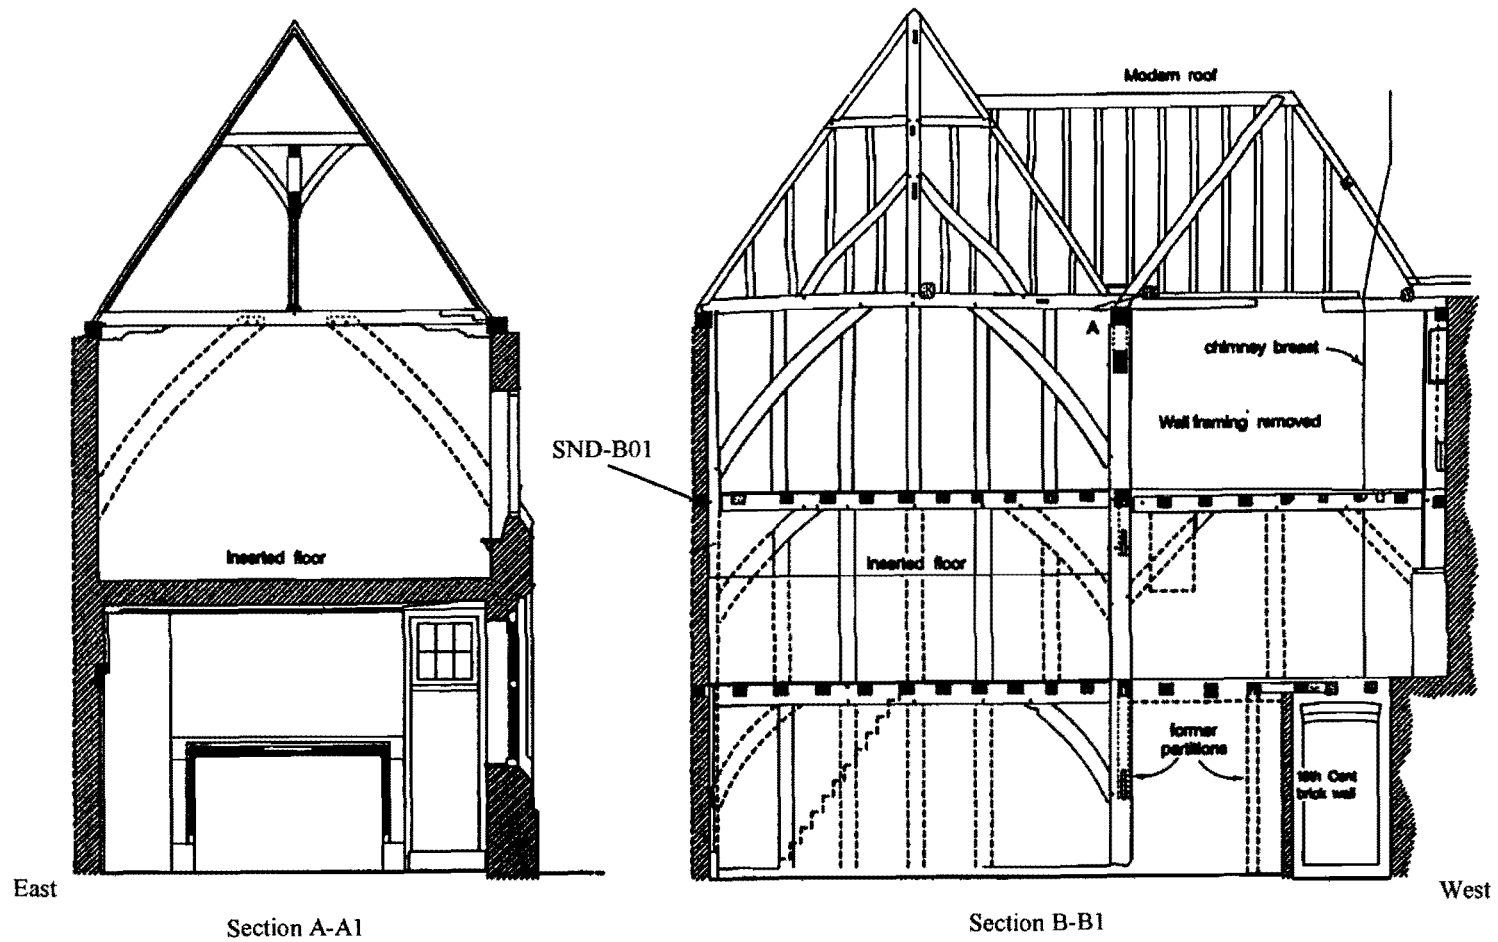 Modern roof
A
chimney breast
Wall framing removed
SND-B01
Inserted floor
Inserted floor
former
partitions
18th Cent
brick wall
East
West
Section A-A1
Section B-B1